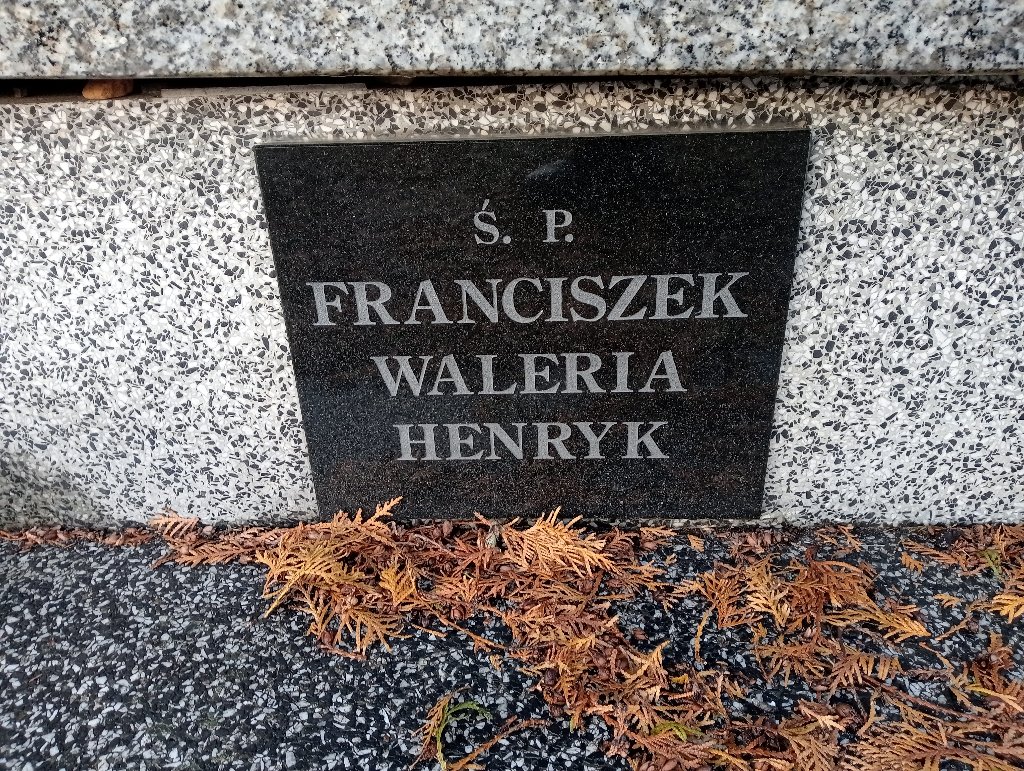 Ś. P.
FRANCISZEK
WALERIA
HENRYK